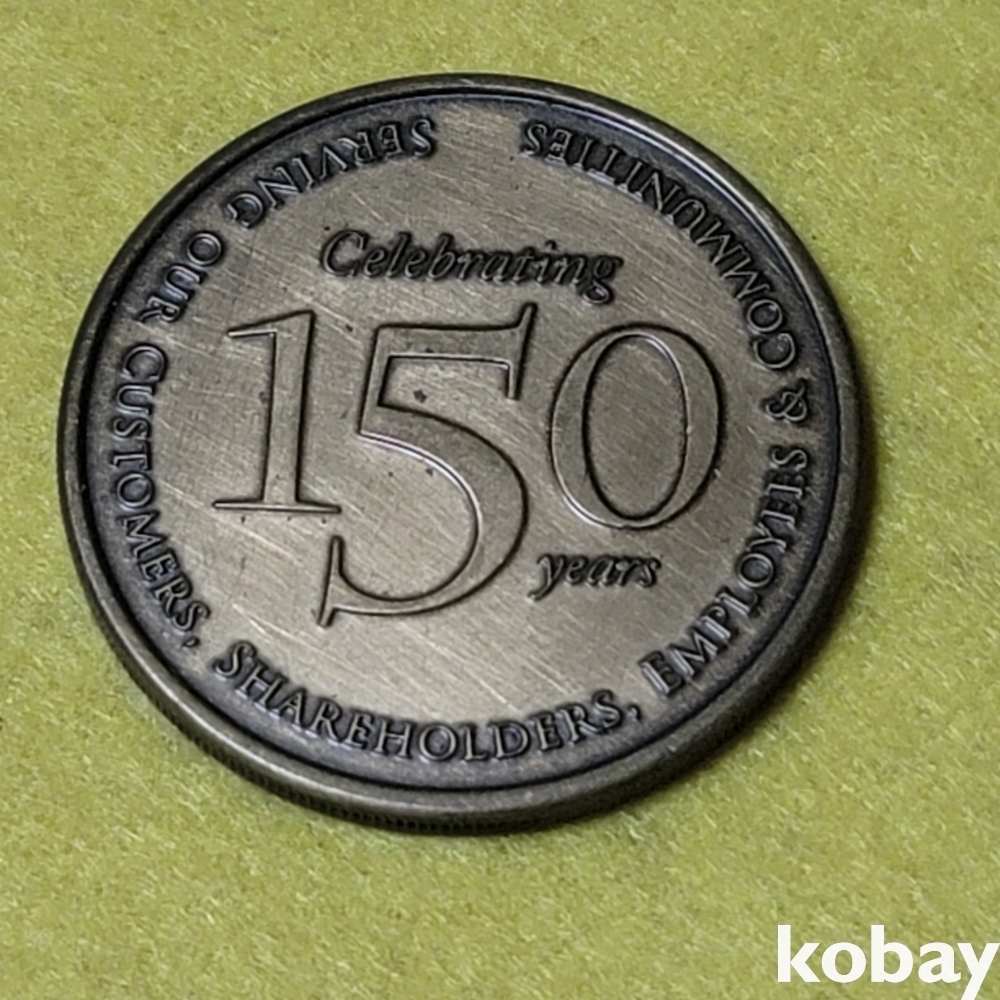 Celebrating
150
years
SERVING OUR CUSTOMERS, SHAREHOLDERS, EMPLOYEES & COMMUNITIES
kobay